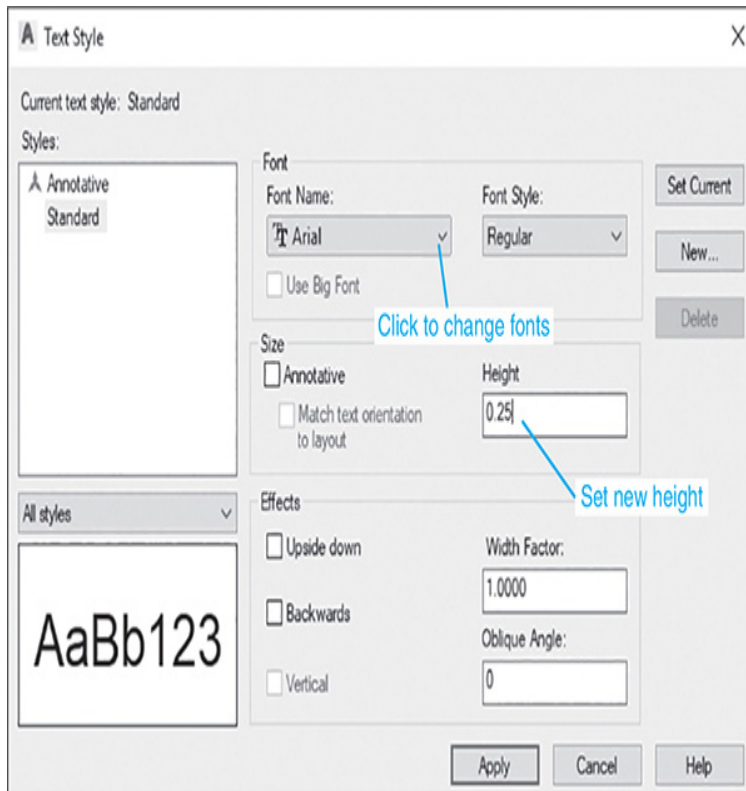 A Text Style
Current text style: Standard
Styles:
Annotative
Standard
All styles
AaBb123
Font
Font Name:
Font Style:
Arial
Regular
Use Big Font
Click to change fonts
Size
Annotative
Height
Match text orientation
to layout
0.25
Set new height
Effects
Upside down
Width Factor:
1.0000
Backwards
Oblique Angle:
Vertical
0
Set Current
New...
Delete
Apply
Cancel
Help